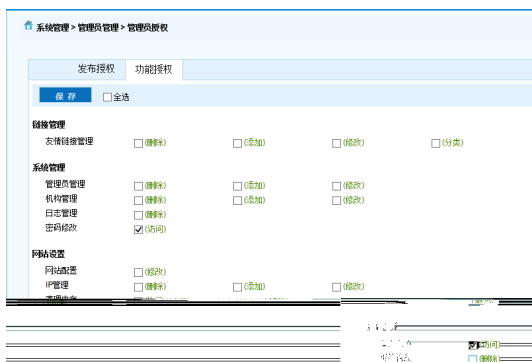 系统管理 > 管理员管理 > 管理员授权
发布授权 功能授权
保存 全选
链接管理
友情链接管理 (删除) (添加) (修改) (分类)
系统管理
管理员管理 (删除) (添加) (修改)
机构管理 (删除) (添加) (修改)
日志管理 (删除)
密码修改 (访问)
网站设置
网站配置 (修改)
IP管理 (删除) (添加) (修改)
(访问)
(删除)